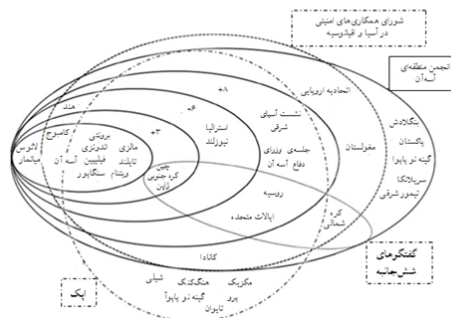 شورای همکاری‌های امنیتی
در آسیا و اقیانوسیه
انجمن منطقه‌ای
آسه‌آن
اتحادیه اروپایی
+۸
+۶
+۳
هند
نشست آسیای
شرقی
استرالیا
نیوزلند
بنگلادش
پاکستان
گینه نو پاپوا
سریلانکا
تیمور شرقی
مغولستان
جلسه‌ی وزرای
دفاع آسه آن
کامبوج
لائوس
میانمار
برونئی
اندونزی
فیلیپین
سنگاپور
آسه آن
مالزی
تایلند
ویتنام
چین
کره جنوبی
ژاپن
روسیه
ایالات متحده
کره
شمالی
گفتگوهای
شش‌جانبه
کانادا
شیلی
هنگ‌کنگ
گینه نو پاپوآ
تایوان
مکزیک
پرو
اپک